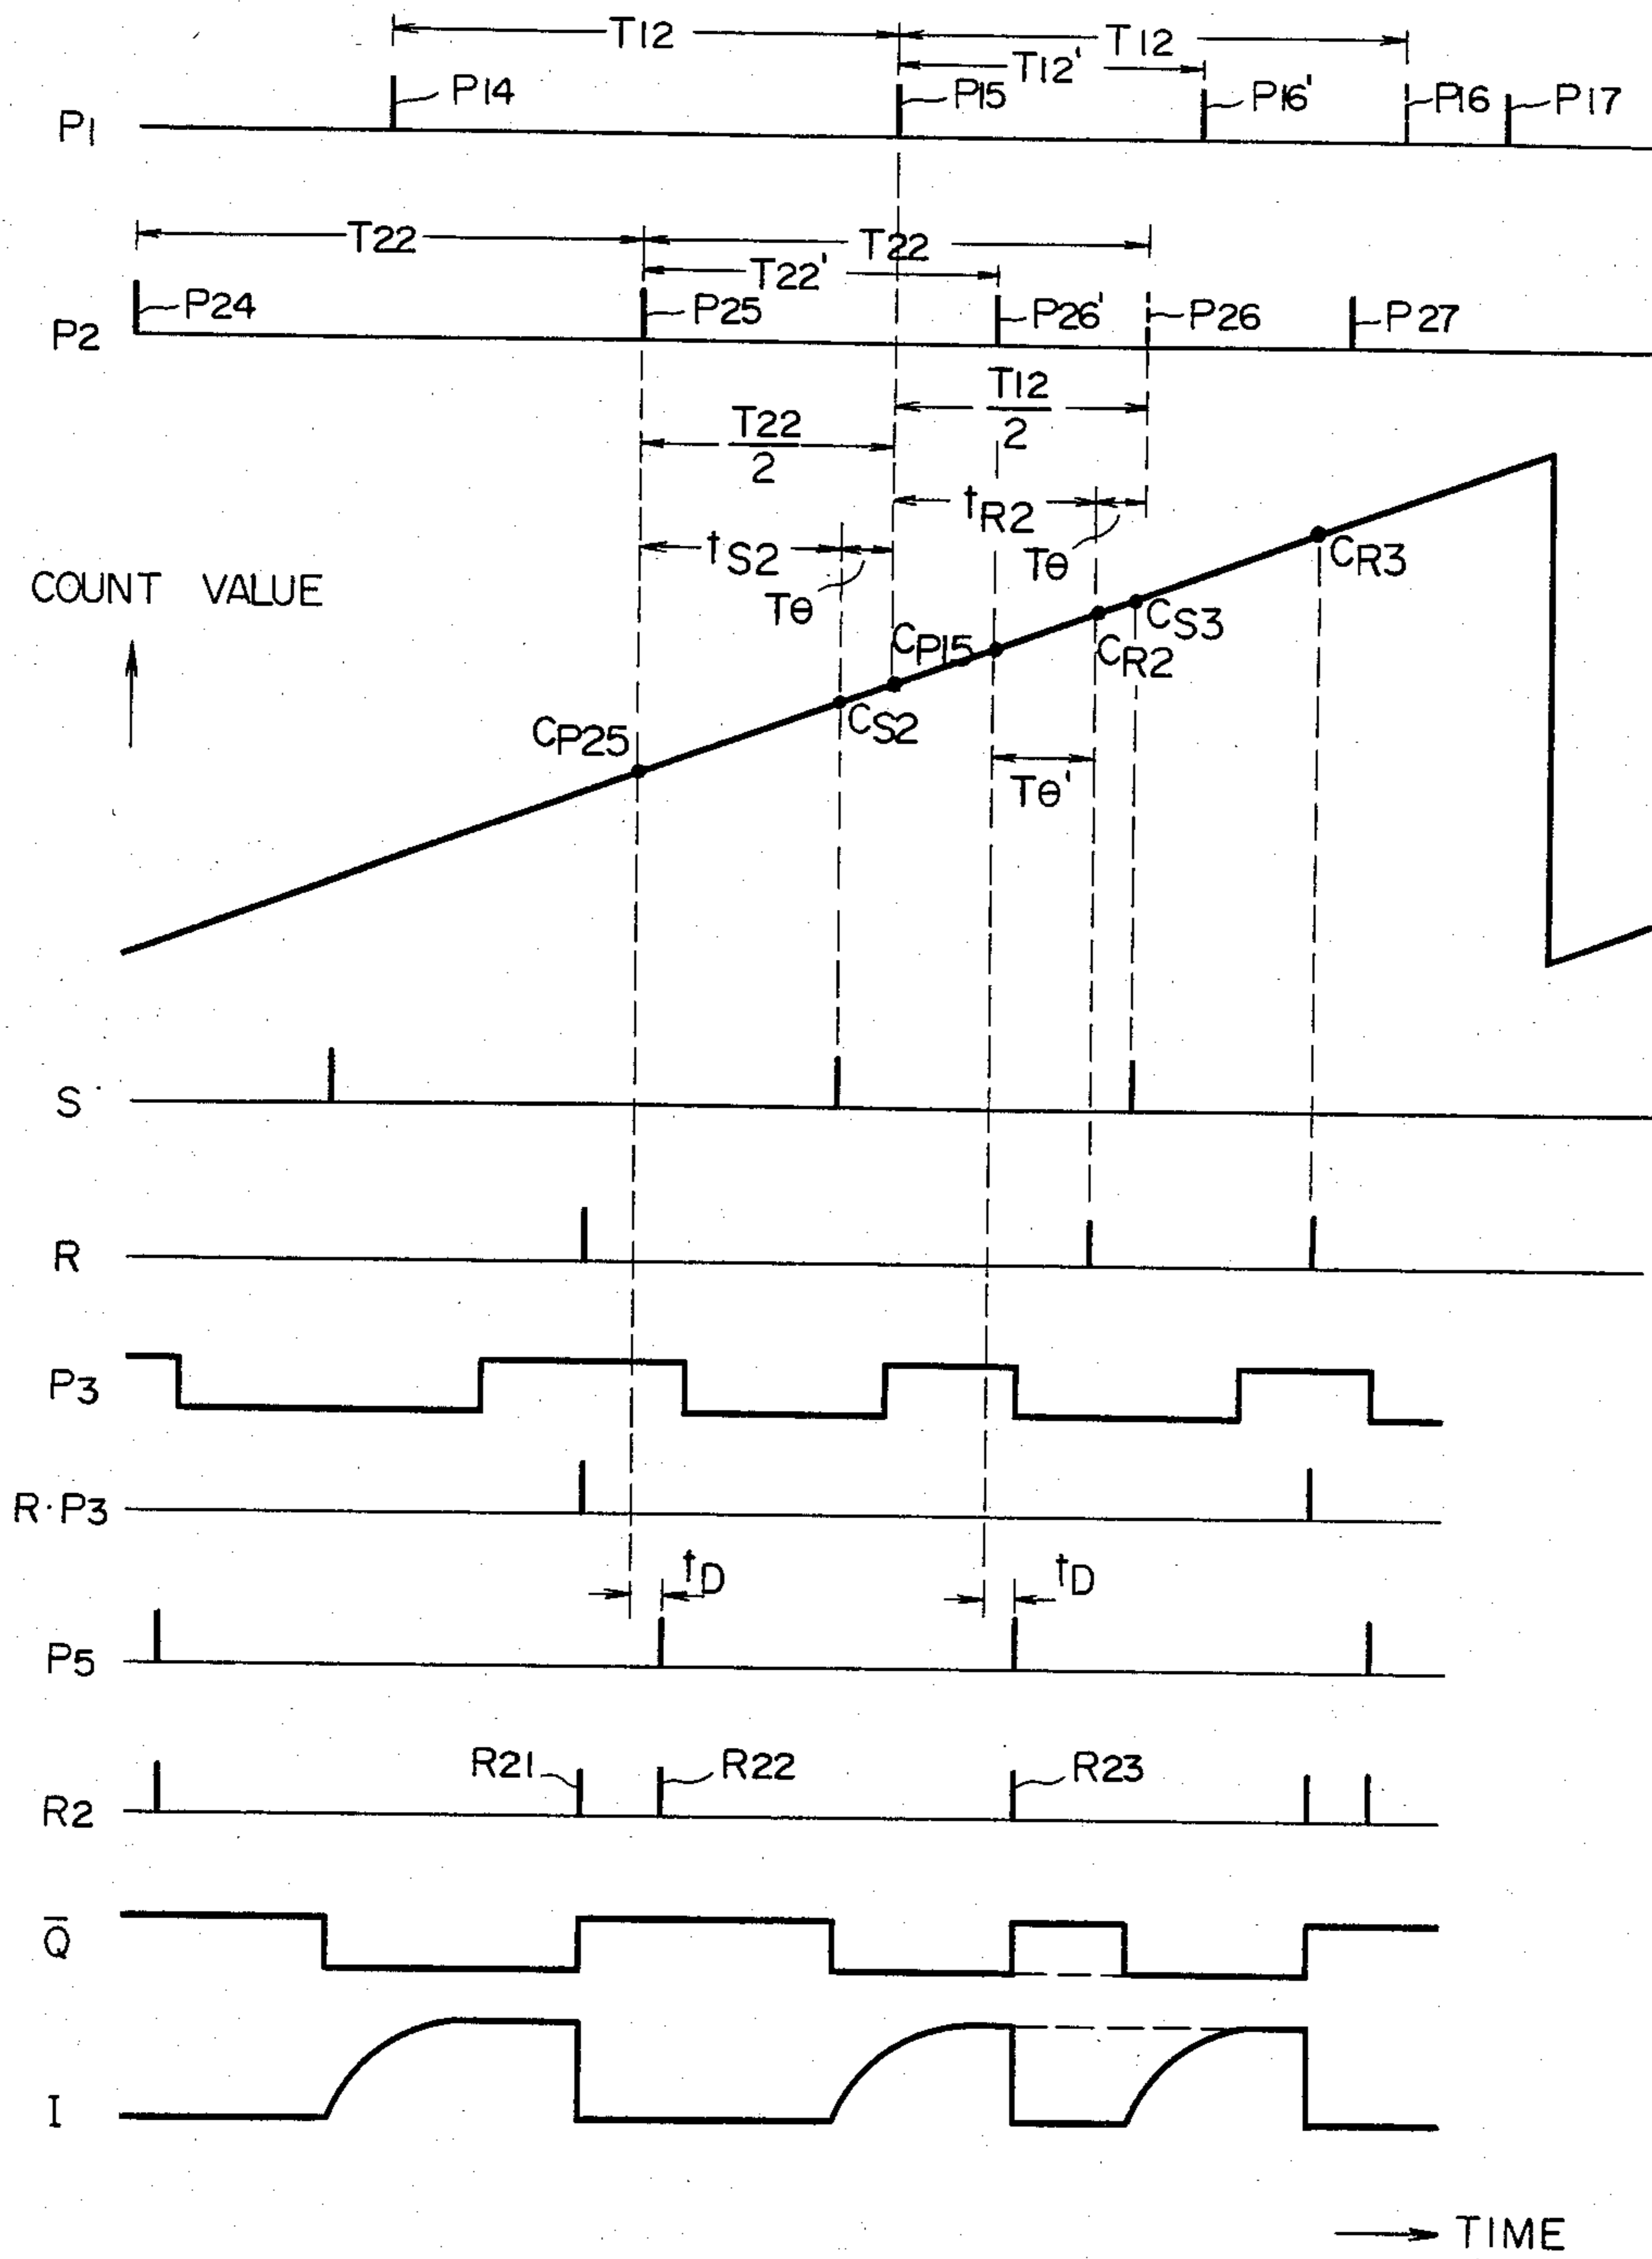 T12 T12
T12'
P14 P15 P16' P16 P17
P1
T22 T22
T22'
P24 P25 P26' P26 P27
P2
T12
2
T22
2
tR2
tS2
Tθ
CR3
COUNT VALUE
Tθ
CS3
CP15
CR2
CS2
CP25
Tθ'
S
R
P3
R·P3
tD tD
P5
R21 R22 R23
R2
Q̅
I
TIME